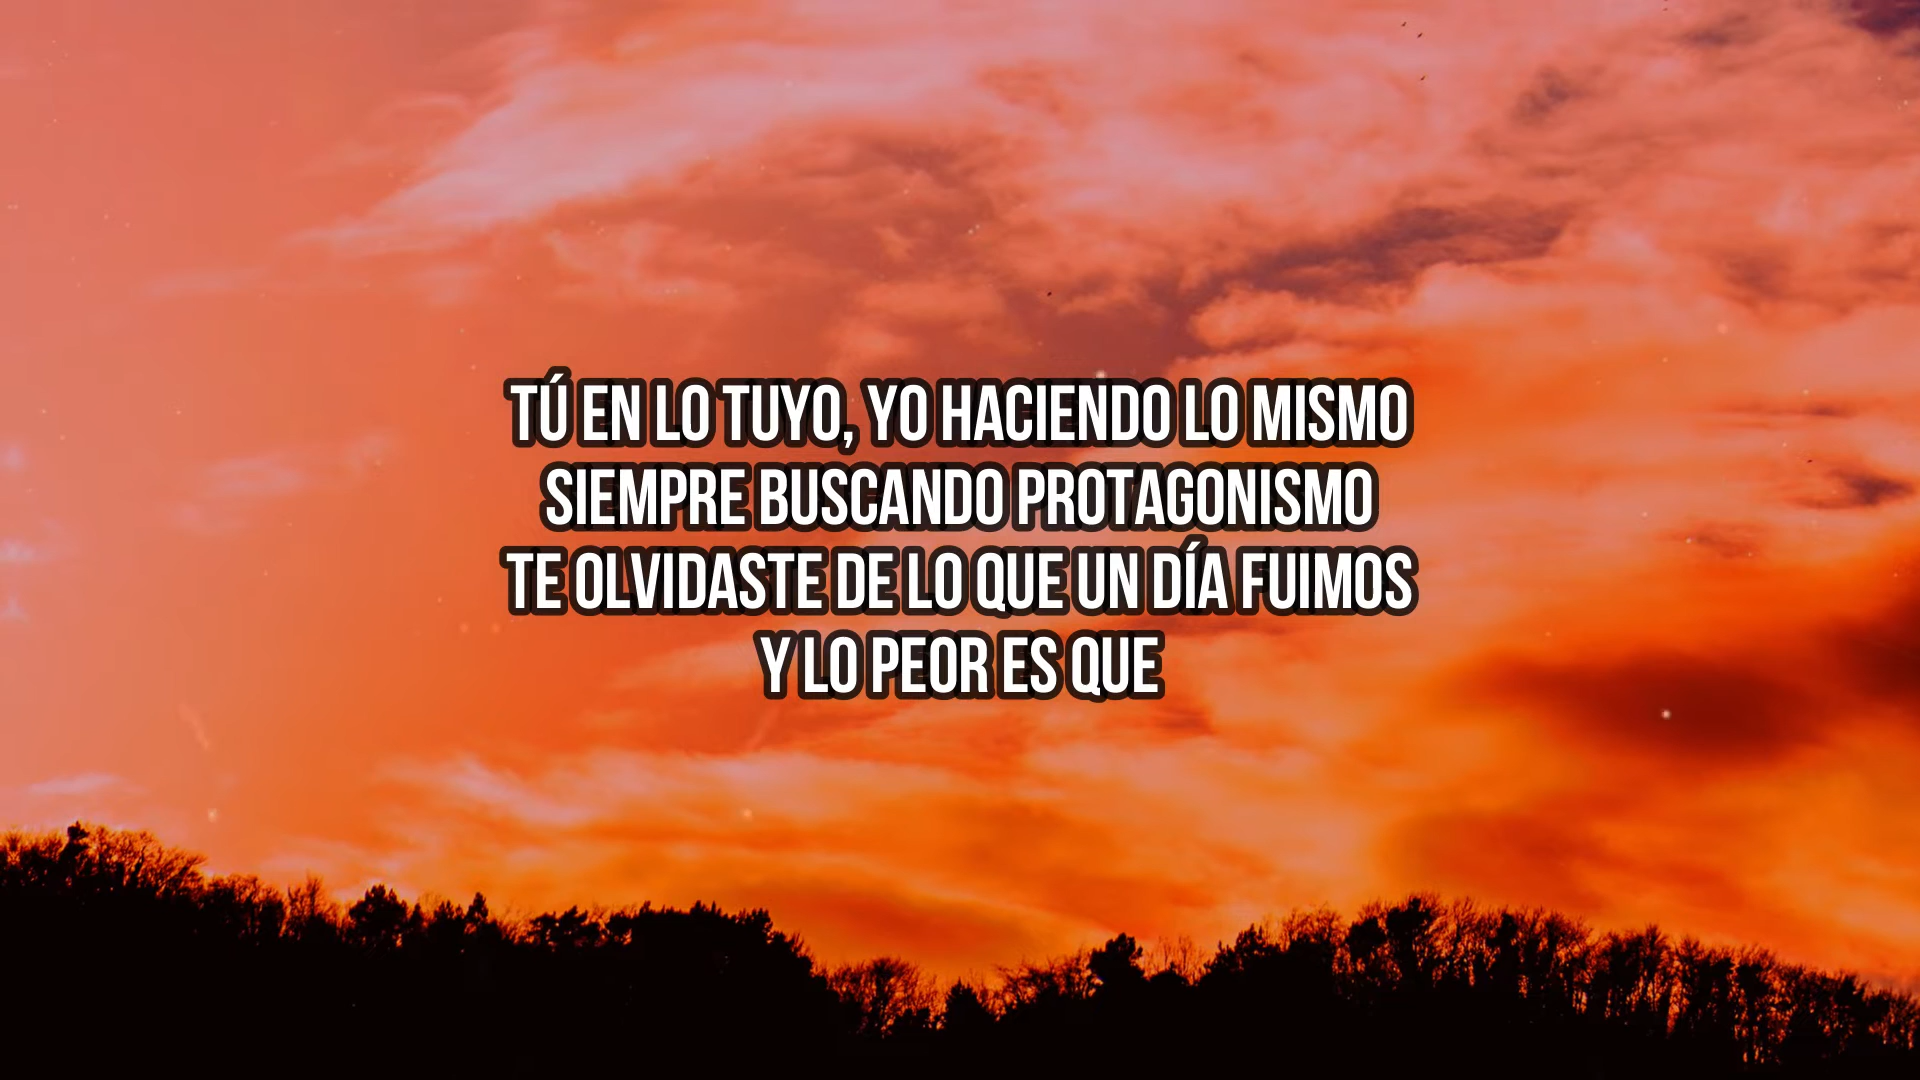 TÚ EN LO TUYO, YO HACIENDO LO MISMO
SIEMPRE BUSCANDO PROTAGONISMO
TE OLVIDASTE DE LO QUE UN DÍA FUIMOS
Y LO PEOR ES QUE